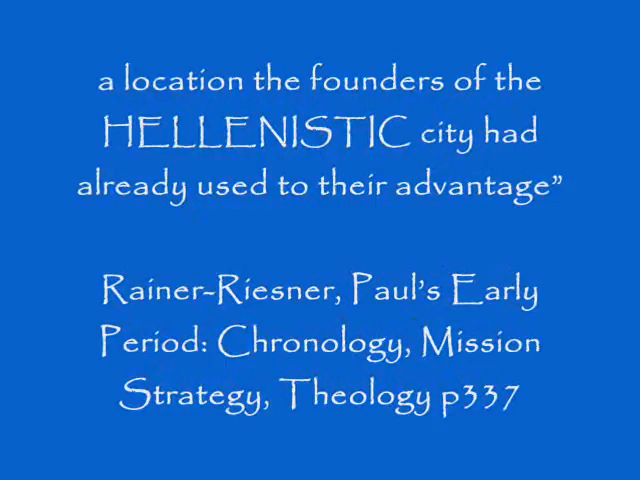 a location the founders of the
HELLENISTIC city had
already used to their advantage”
Rainer-Riesner, Paul’s Early
Period: Chronology, Mission
Strategy, Theology p337